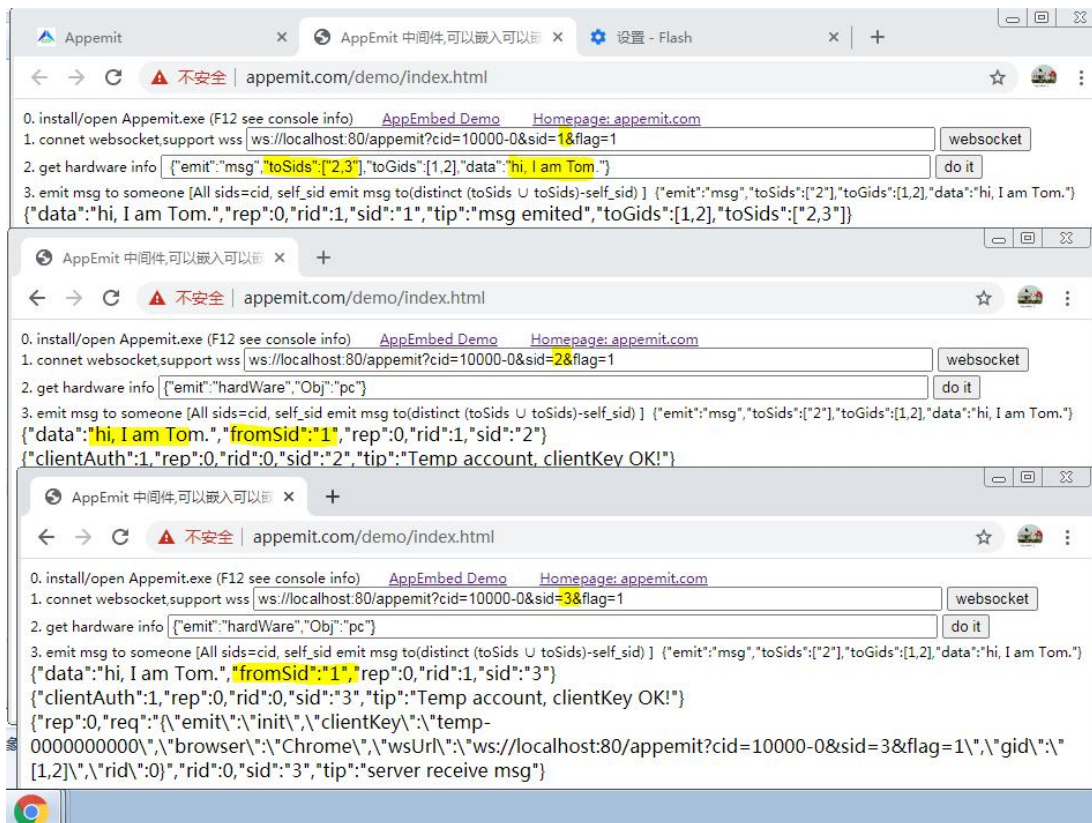 Appemit
AppEmit 中间件,可以嵌入可以
设置 - Flash
不安全 appemit.com/demo/index.html
0. install/open Appemit.exe (F12 see console info) AppEmbed Demo Homepage: appemit.com
1. connet websocket,support wss ws://localhost:80/appemit?cid=10000-0&sid=1&flag=1 websocket
2. get hardware info {"emit":"msg","toSids":["2,3"],"toGids":[1,2],"data":"hi, I am Tom."} do it
3. emit msg to someone [All sids=cid, self_sid emit msg to(distinct (toSids ∪ toSids)-self_sid) ] {"emit":"msg","toSids":["2"],"toGids":[1,2],"data":"hi, I am Tom."}
{"data":"hi, I am Tom.","rep":0,"rid":1,"sid":"1","tip":"msg emited","toGids":[1,2],"toSids":["2,3"]}
AppEmit 中间件,可以嵌入可以
不安全 appemit.com/demo/index.html
0. install/open Appemit.exe (F12 see console info) AppEmbed Demo Homepage: appemit.com
1. connet websocket,support wss ws://localhost:80/appemit?cid=10000-0&sid=2&flag=1 websocket
2. get hardware info {"emit":"hardWare","Obj":"pc"} do it
3. emit msg to someone [All sids=cid, self_sid emit msg to(distinct (toSids ∪ toSids)-self_sid) ] {"emit":"msg","toSids":["2"],"toGids":[1,2],"data":"hi, I am Tom."}
{"data":"hi, I am Tom.","fromSid":"1","rep":0,"rid":1,"sid":"2"}
{"clientAuth":1,"rep":0,"rid":0,"sid":"2","tip":"Temp account, clientKey OK!"}
AppEmit 中间件,可以嵌入可以
不安全 appemit.com/demo/index.html
0. install/open Appemit.exe (F12 see console info) AppEmbed Demo Homepage: appemit.com
1. connet websocket,support wss ws://localhost:80/appemit?cid=10000-0&sid=3&flag=1 websocket
2. get hardware info {"emit":"hardWare","Obj":"pc"} do it
3. emit msg to someone [All sids=cid, self_sid emit msg to(distinct (toSids ∪ toSids)-self_sid) ] {"emit":"msg","toSids":["2"],"toGids":[1,2],"data":"hi, I am Tom."}
{"data":"hi, I am Tom.","fromSid":"1","rep":0,"rid":1,"sid":"3"}
{"clientAuth":1,"rep":0,"rid":0,"sid":"3","tip":"Temp account, clientKey OK!"}
{"rep":0,"req":"{\"emit\":\"init\",\"clientKey\":\"temp-
0000000000\",\"browser\":\"Chrome\",\"wsUrl\":\"ws://localhost:80/appemit?cid=10000-0&sid=3&flag=1\",\"gid\":\"
[1,2]\",\"rid\":0}","rid":0,"sid":"3","tip":"server receive msg"}